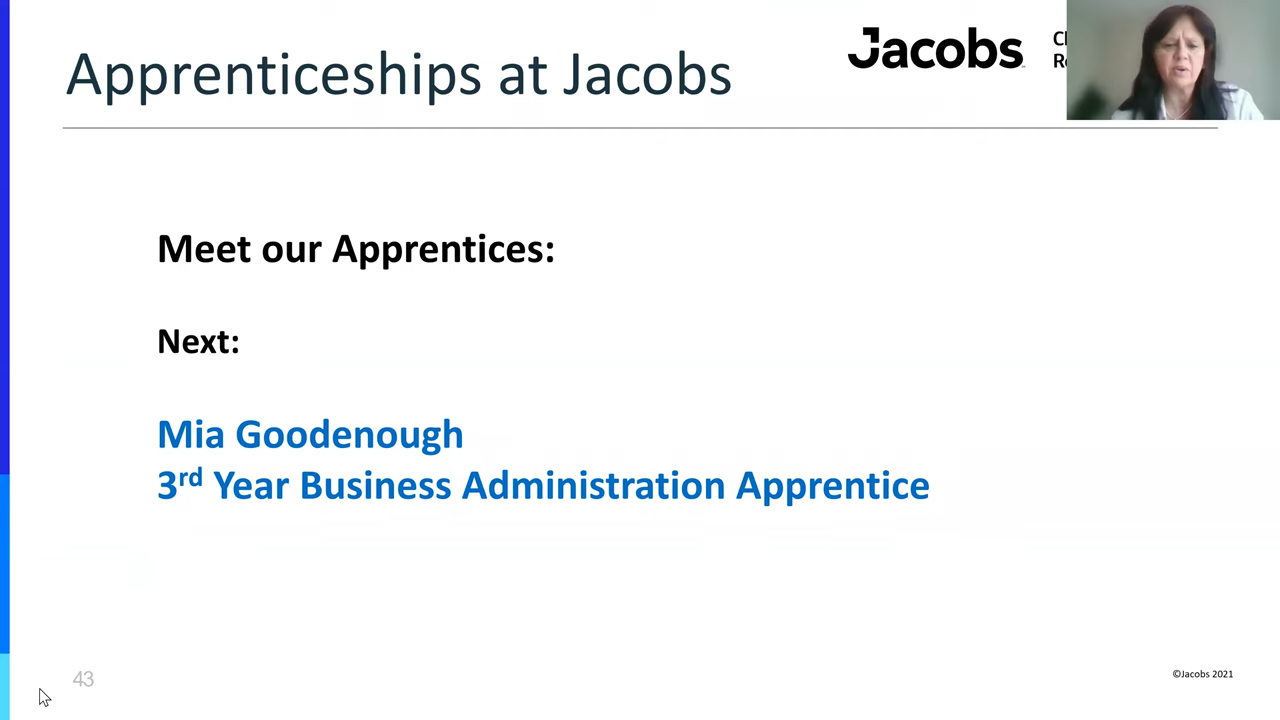 Apprenticeships at Jacobs
Jacobs
Meet our Apprentices:
Next:
Mia Goodenough
3rd Year Business Administration Apprentice
43
©Jacobs 2021